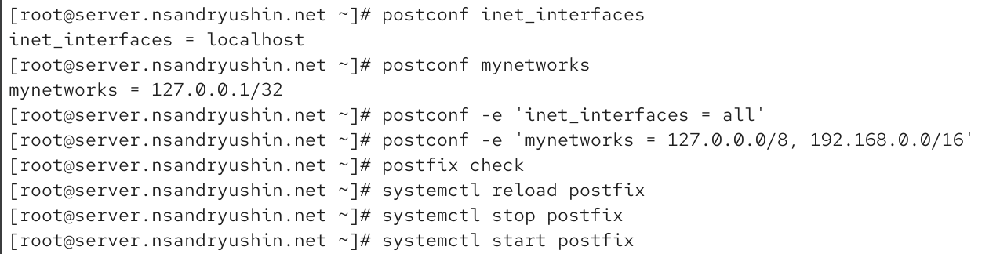 [root@server.nsandryushin.net ~]# postconf inet_interfaces
inet_interfaces = localhost
[root@server.nsandryushin.net ~]# postconf mynetworks
mynetworks = 127.0.0.1/32
[root@server.nsandryushin.net ~]# postconf -e 'inet_interfaces = all'
[root@server.nsandryushin.net ~]# postconf -e 'mynetworks = 127.0.0.0/8, 192.168.0.0/16'
[root@server.nsandryushin.net ~]# postfix check
[root@server.nsandryushin.net ~]# systemctl reload postfix
[root@server.nsandryushin.net ~]# systemctl stop postfix
[root@server.nsandryushin.net ~]# systemctl start postfix